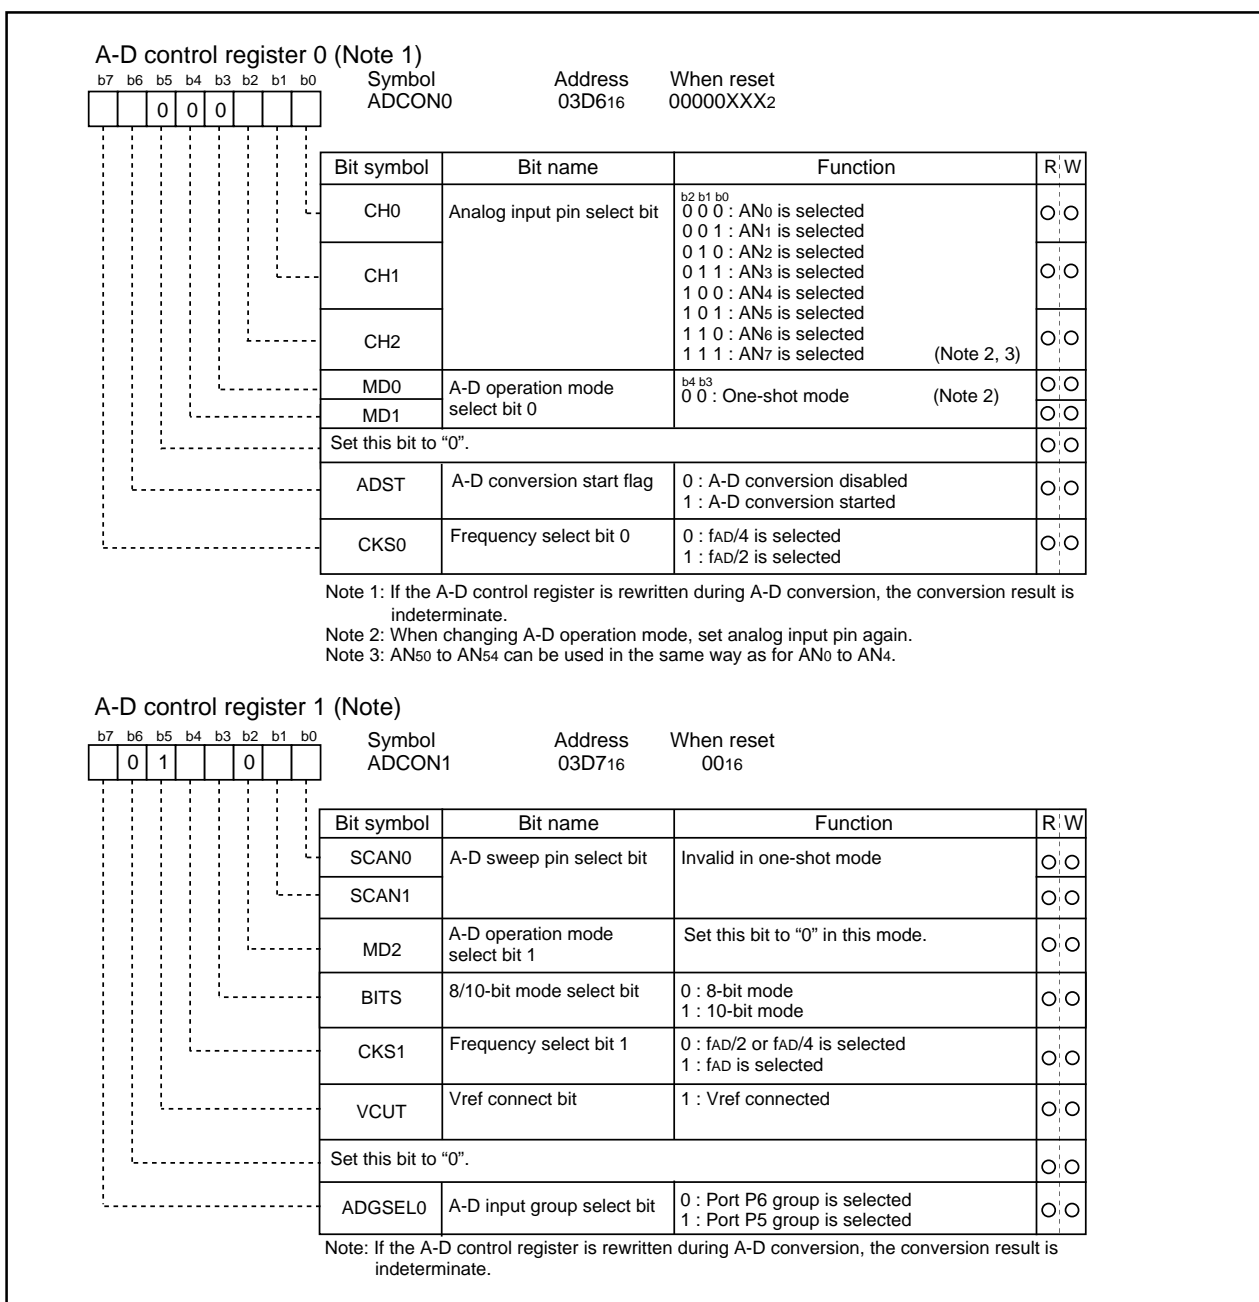 A-D control register 0 (Note 1)
b7 b6 b5 b4 b3 b2 b1 b0
0 0 0
Symbol Address When reset
ADCON0 03D616 00000XXX2
Bit symbol Bit name Function R W
CH0 Analog input pin select bit b2 b1 b0
0 0 0 : AN0 is selected
0 0 1 : AN1 is selected
0 1 0 : AN2 is selected
CH1 0 1 1 : AN3 is selected
1 0 0 : AN4 is selected
1 0 1 : AN5 is selected
CH2 1 1 0 : AN6 is selected
1 1 1 : AN7 is selected (Note 2, 3)
MD0 A-D operation mode b4 b3
MD1 select bit 0 0 0 : One-shot mode (Note 2)
Set this bit to “0”.
ADST A-D conversion start flag 0 : A-D conversion disabled
1 : A-D conversion started
CKS0 Frequency select bit 0 0 : fAD/4 is selected
1 : fAD/2 is selected
Note 1: If the A-D control register is rewritten during A-D conversion, the conversion result is
indeterminate.
Note 2: When changing A-D operation mode, set analog input pin again.
Note 3: AN50 to AN54 can be used in the same way as for AN0 to AN4.
A-D control register 1 (Note)
b7 b6 b5 b4 b3 b2 b1 b0
0 1 0
Symbol Address When reset
ADCON1 03D716 0016
Bit symbol Bit name Function R W
SCAN0 A-D sweep pin select bit Invalid in one-shot mode
SCAN1
MD2 A-D operation mode Set this bit to “0” in this mode.
select bit 1
BITS 8/10-bit mode select bit 0 : 8-bit mode
1 : 10-bit mode
CKS1 Frequency select bit 1 0 : fAD/2 or fAD/4 is selected
1 : fAD is selected
VCUT Vref connect bit 1 : Vref connected
Set this bit to “0”.
ADGSEL0 A-D input group select bit 0 : Port P6 group is selected
1 : Port P5 group is selected
Note: If the A-D control register is rewritten during A-D conversion, the conversion result is
indeterminate.